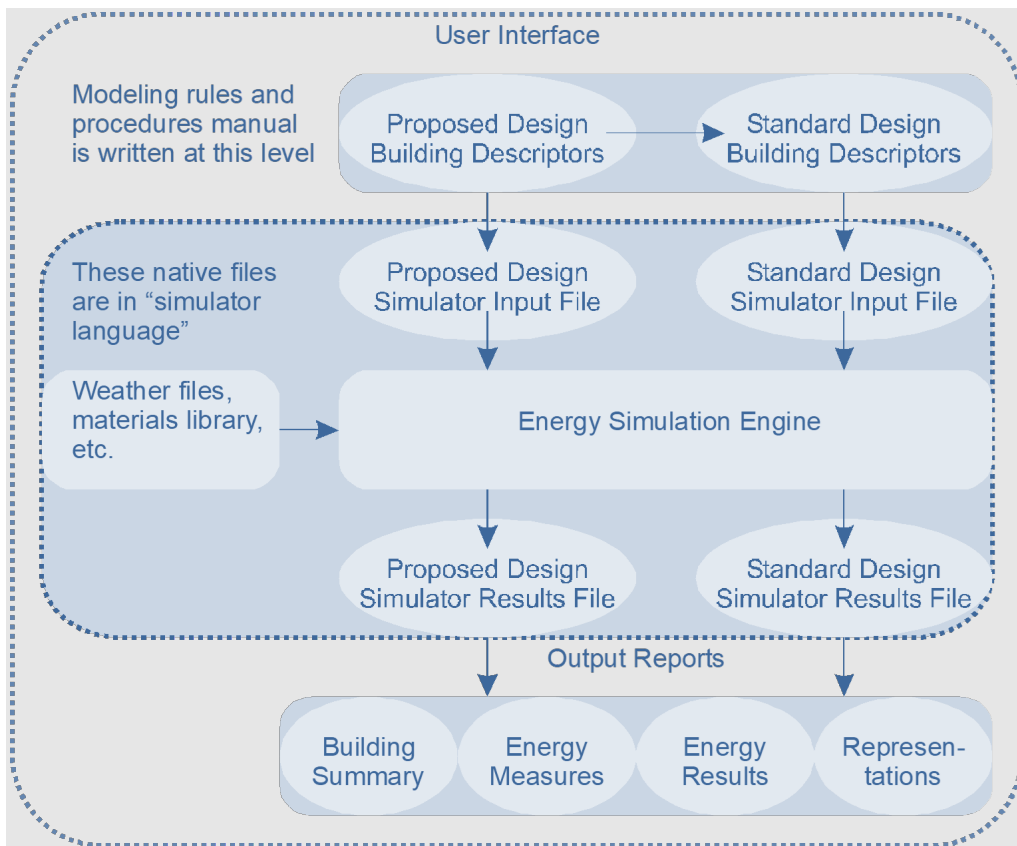 User Interface
Modeling rules and
procedures manual
is written at this level
Proposed Design
Building Descriptors
Standard Design
Building Descriptors
These native files
are in “simulator
language”
Proposed Design
Simulator Input File
Standard Design
Simulator Input File
Weather files,
materials library,
etc.
Energy Simulation Engine
Proposed Design
Simulator Results File
Standard Design
Simulator Results File
Output Reports
Building
Summary
Energy
Measures
Energy
Results
Represen-
tations